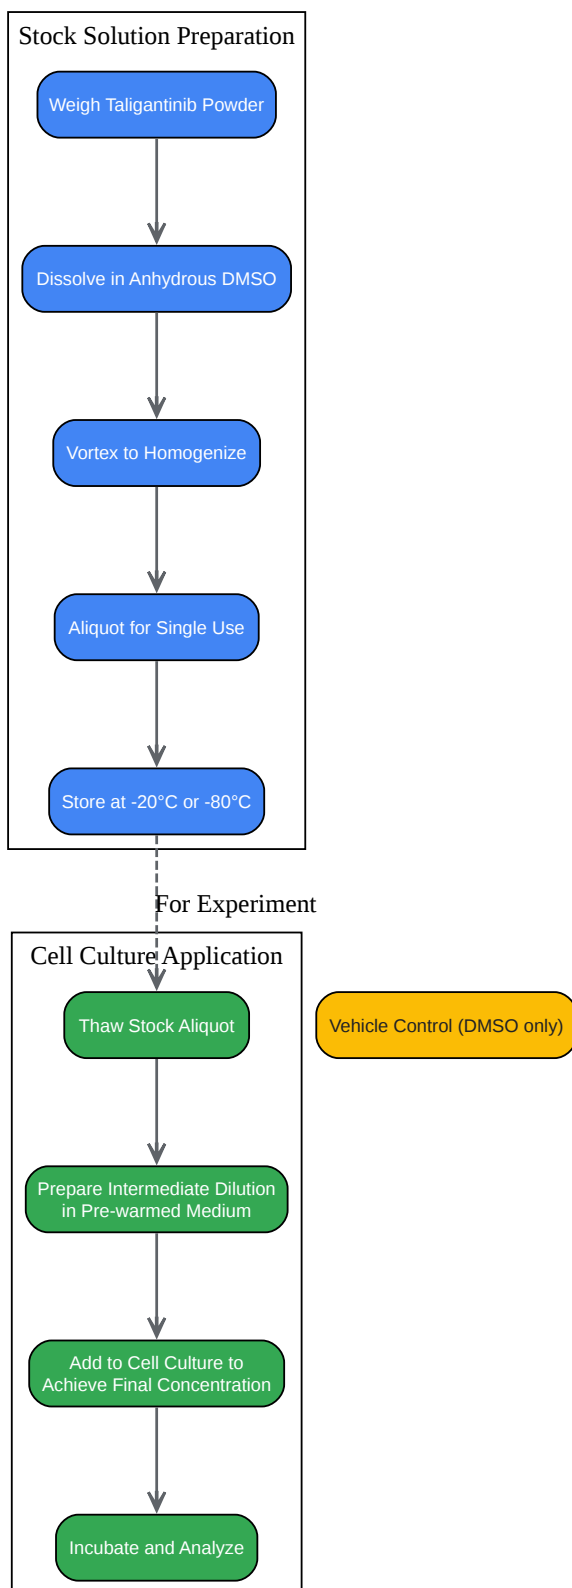 Stock Solution Preparation
Weigh Taligantinib Powder
Dissolve in Anhydrous DMSO
Vortex to Homogenize
Aliquot for Single Use
Store at -20°C or -80°C
For Experiment
Cell Culture Application
Thaw Stock Aliquot
Vehicle Control (DMSO only)
Prepare Intermediate Dilution
in Pre-warmed Medium
Add to Cell Culture to
Achieve Final Concentration
Incubate and Analyze